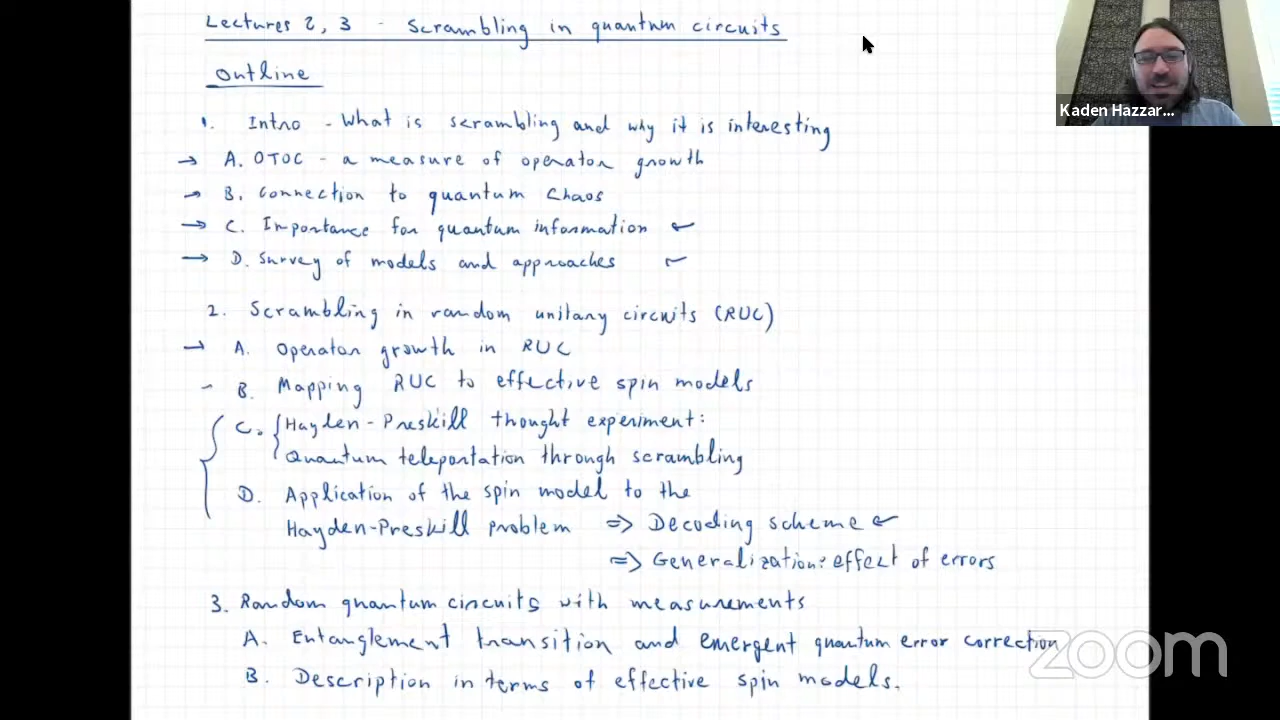 Lectures 2, 3 - Scrambling in quantum circuits
Outline
1. Intro - What is scrambling and why it is interesting
→ A. OTOC - a measure of operator growth
→ B. Connection to quantum chaos
→ C. Importance for quantum information
→ D. Survey of models and approaches
2. Scrambling in random unitary circuits (RUC)
→ A. Operator growth in RUC
- B. Mapping RUC to effective spin models
C. Hayden-Preskill thought experiment:
Quantum teleportation through scrambling
D. Application of the spin model to the
Hayden-Preskill problem ⇒ Decoding scheme
⇒ Generalization: effect of errors
3. Random quantum circuits with measurements
A. Entanglement transition and emergent quantum error correction
B. Description in terms of effective spin models.
Kaden Hazzar...
zoom